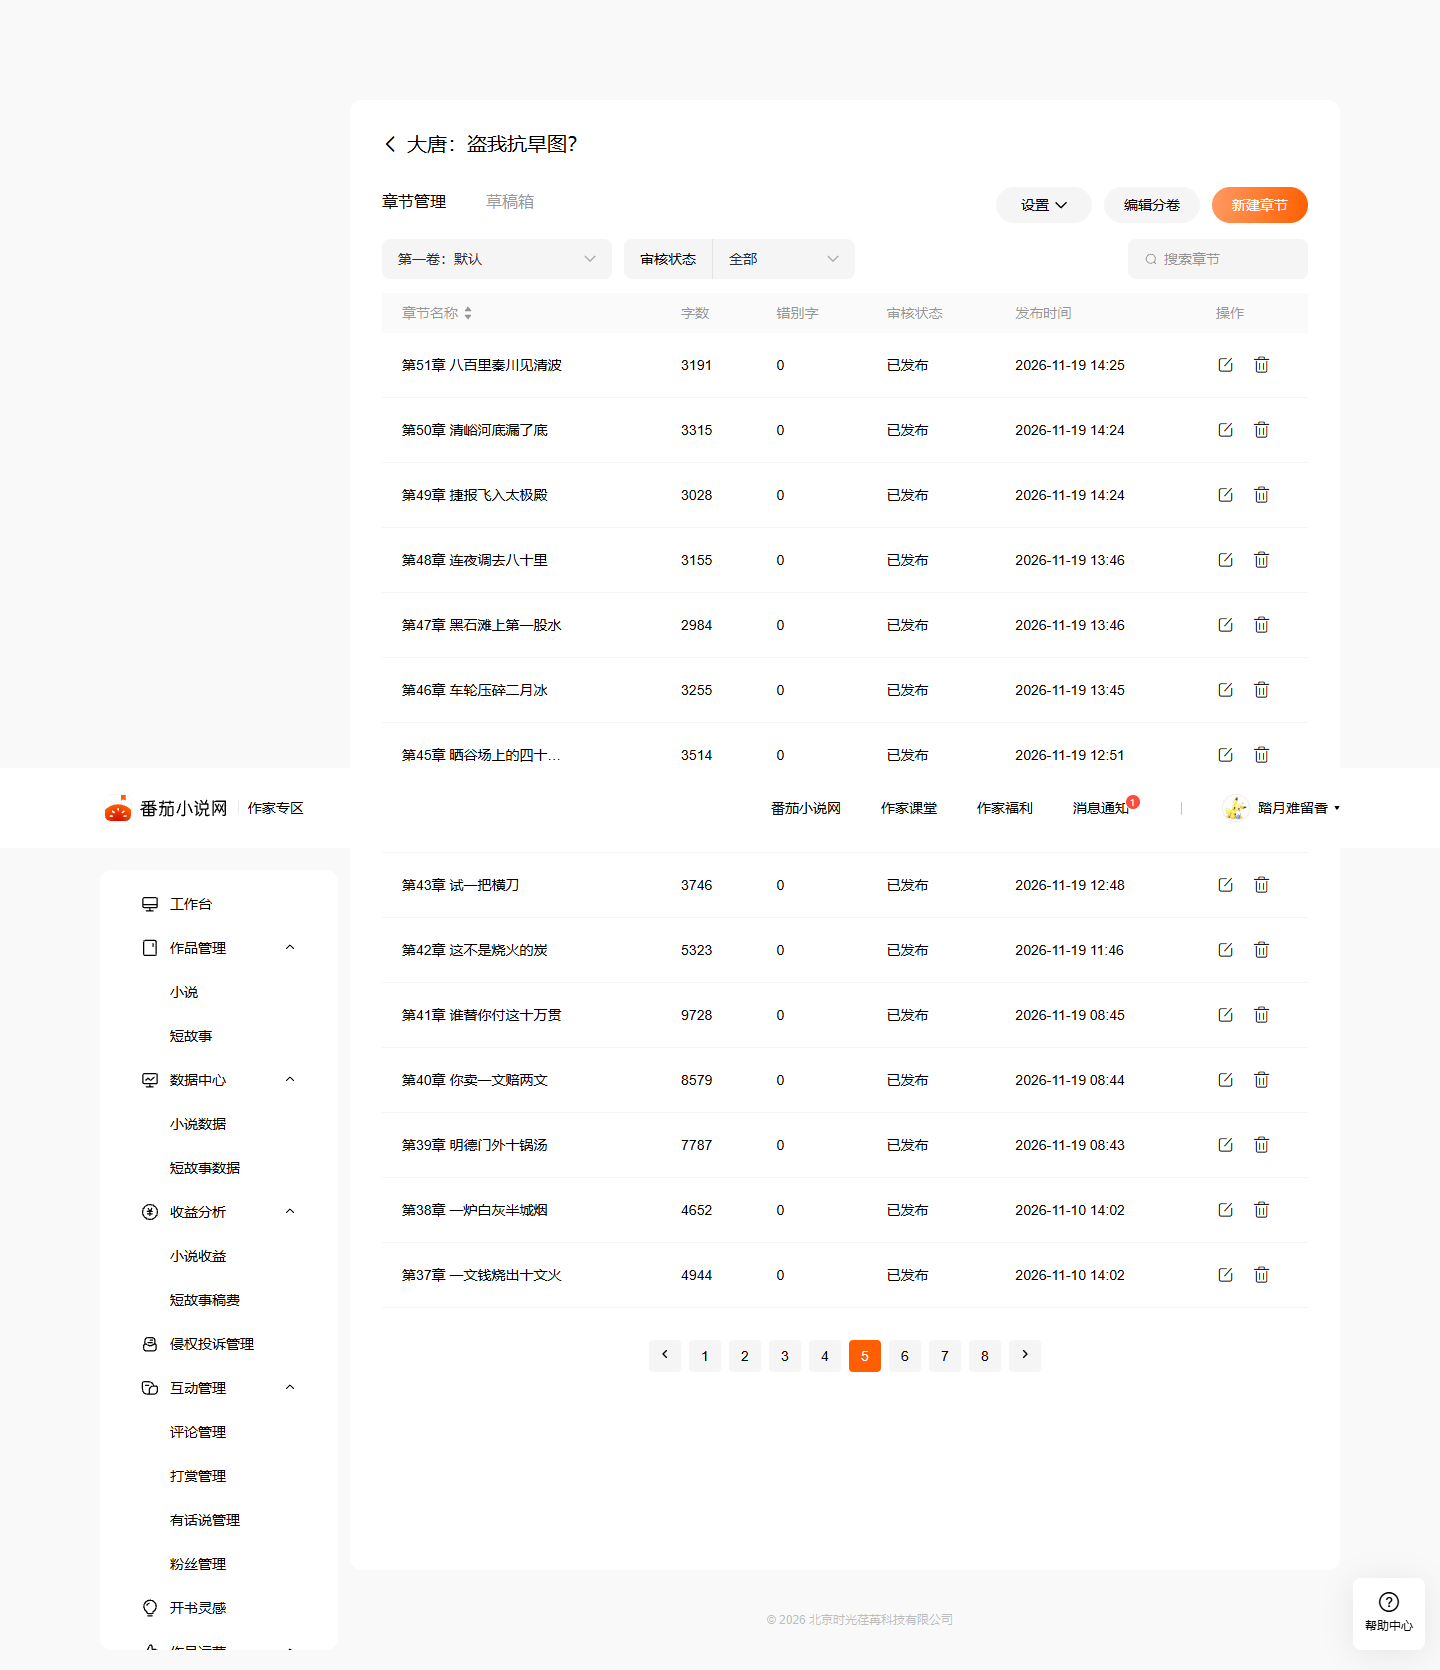 大唐：盗我抗旱图？
章节管理 草稿箱 设置 编辑分卷 新建章节
第一卷：默认 审核状态 全部 搜索章节
章节名称 字数 错别字 审核状态 发布时间 操作
第51章 八百里秦川见清波 3191 0 已发布 2026-11-19 14:25
第50章 清峪河底漏了底 3315 0 已发布 2026-11-19 14:24
第49章 捷报飞入太极殿 3028 0 已发布 2026-11-19 14:24
第48章 连夜调去八十里 3155 0 已发布 2026-11-19 13:46
第47章 黑石滩上第一股水 2984 0 已发布 2026-11-19 13:46
第46章 车轮压碎二月冰 3255 0 已发布 2026-11-19 13:45
第45章 晒谷场上的四十... 3514 0 已发布 2026-11-19 12:51
番茄小说网 作家专区 番茄小说网 作家课堂 作家福利 消息通知 1 踏月难留香
第43章 试一把横刀 3746 0 已发布 2026-11-19 12:48
第42章 这不是烧火的炭 5323 0 已发布 2026-11-19 11:46
第41章 谁替你付这十万贯 9728 0 已发布 2026-11-19 08:45
第40章 你卖一文赔两文 8579 0 已发布 2026-11-19 08:44
第39章 明德门外十锅汤 7787 0 已发布 2026-11-19 08:43
第38章 一炉白灰半城烟 4652 0 已发布 2026-11-10 14:02
第37章 一文钱烧出十文火 4944 0 已发布 2026-11-10 14:02
1 2 3 4 5 6 7 8
工作台
作品管理
小说
短故事
数据中心
小说数据
短故事数据
收益分析
小说收益
短故事稿费
侵权投诉管理
互动管理
评论管理
打赏管理
有话说管理
粉丝管理
开书灵感
© 2026 北京时光荏苒科技有限公司
帮助中心